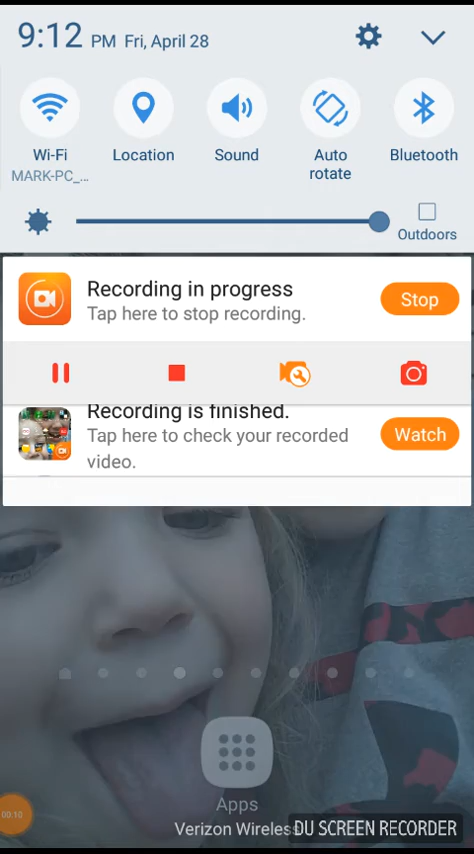 9:12 PM Fri, April 28
Wi-Fi
Location
Sound
Auto
rotate
Bluetooth
MARK-PC_...
Outdoors
Recording in progress
Tap here to stop recording.
Stop
Recording is finished.
Tap here to check your recorded
video.
Watch
Apps
Verizon Wireless
DU SCREEN RECORDER
00:10